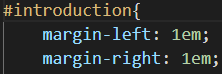 #introduction{
    margin-left: 1em;
    margin-right: 1em;